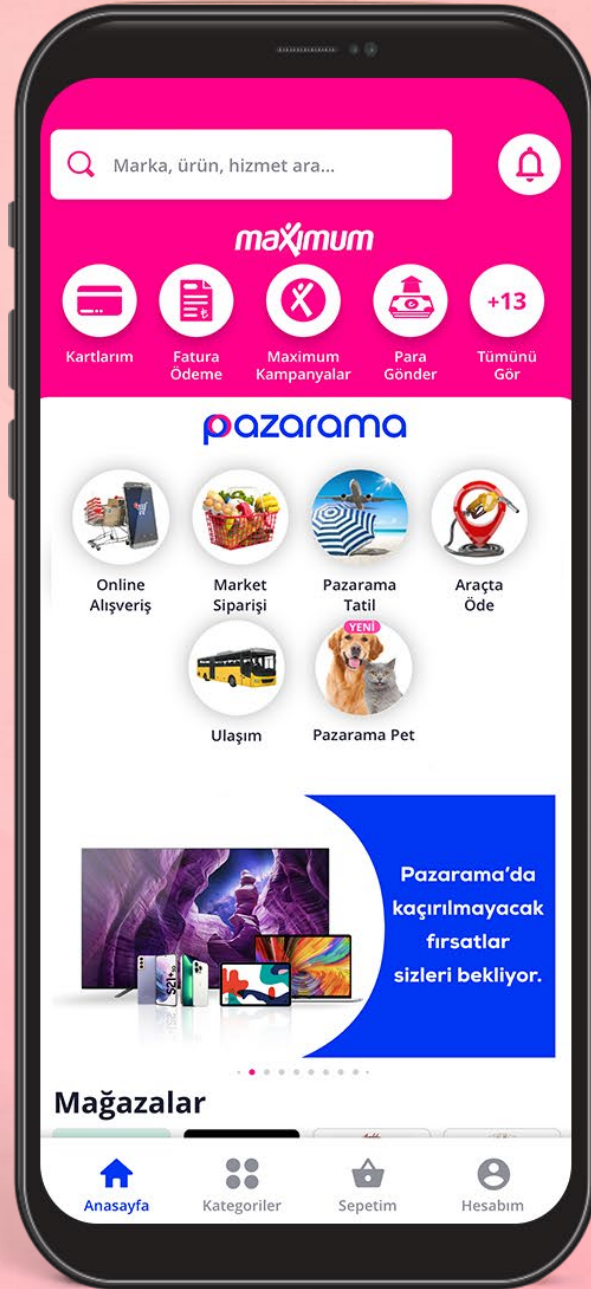 Marka, ürün, hizmet ara...
maximum
+13
Kartlarım
Fatura
Ödeme
Maximum
Kampanyalar
Para
Gönder
Tümünü
Gör
pazarama
Online
Alışveriş
Market
Siparişi
Pazarama
Tatil
Araçta
Öde
YENİ
Ulaşım
Pazarama Pet
Pazarama’da
kaçırılmayacak
fırsatlar
sizleri bekliyor.
S21+
Mağazalar
Anasayfa
Kategoriler
Sepetim
Hesabım